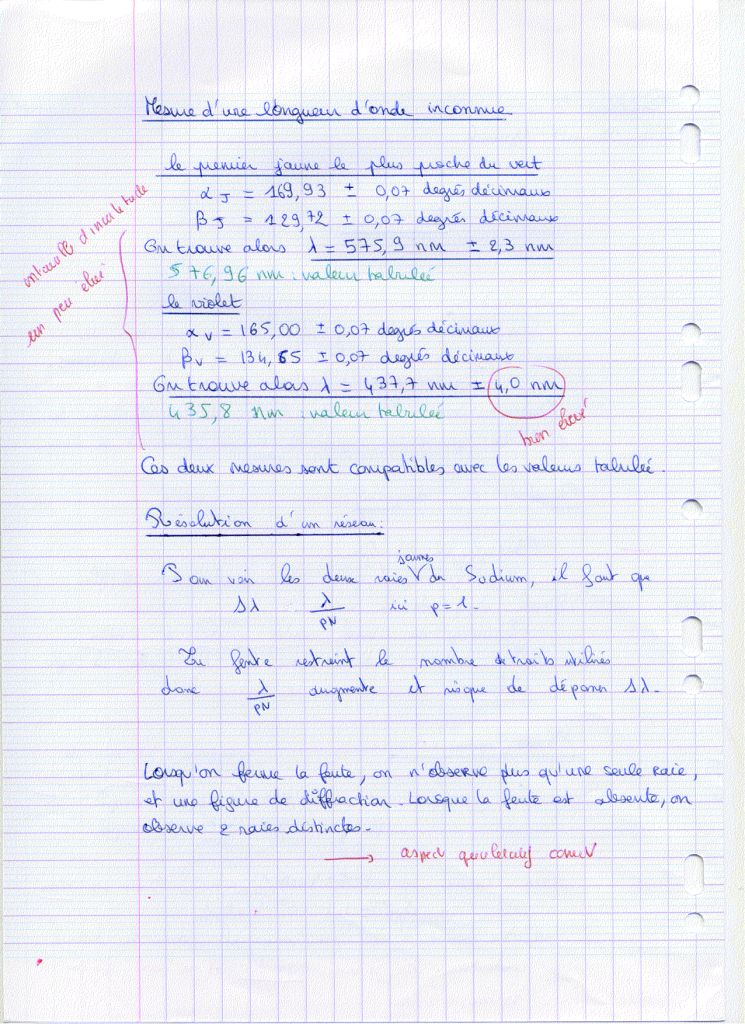 Mesure d'une longueur d'onde inconnue
le premier jaune le plus proche du vert
α J = 169,93 ± 0,07 degrés décimaux
β J = 129,72 ± 0,07 degrés décimaux
On trouve alors λ = 575,9 nm ± 2,3 nm
576,96 nm : valeur tabulée
le violet
α V = 165,00 ± 0,07 degrés décimaux
β V = 134,65 ± 0,07 degrés décimaux
On trouve alors λ = 437,7 nm ± 4,0 nm
435,8 nm : valeur tabulée
intervalle d'incertitude
un peu élevé
bien élevé
Ces deux mesures sont compatibles avec les valeurs tabulée.
Résolution d'un réseau:
jaunes
Pour voir les deux raies V du Sodium, il faut que
Δλ λ/pN ici p=1.
La fente restreint le nombre de traits utilisés
donc λ/pN augmente et risque de dépasser Δλ.
Lorsqu'on ferme la fente, on n'observe plus qu'une seule raie,
et une figure de diffraction. Lorsque la fente est absente, on
observe 2 raies distinctes.
→ aspect qualitatif correct